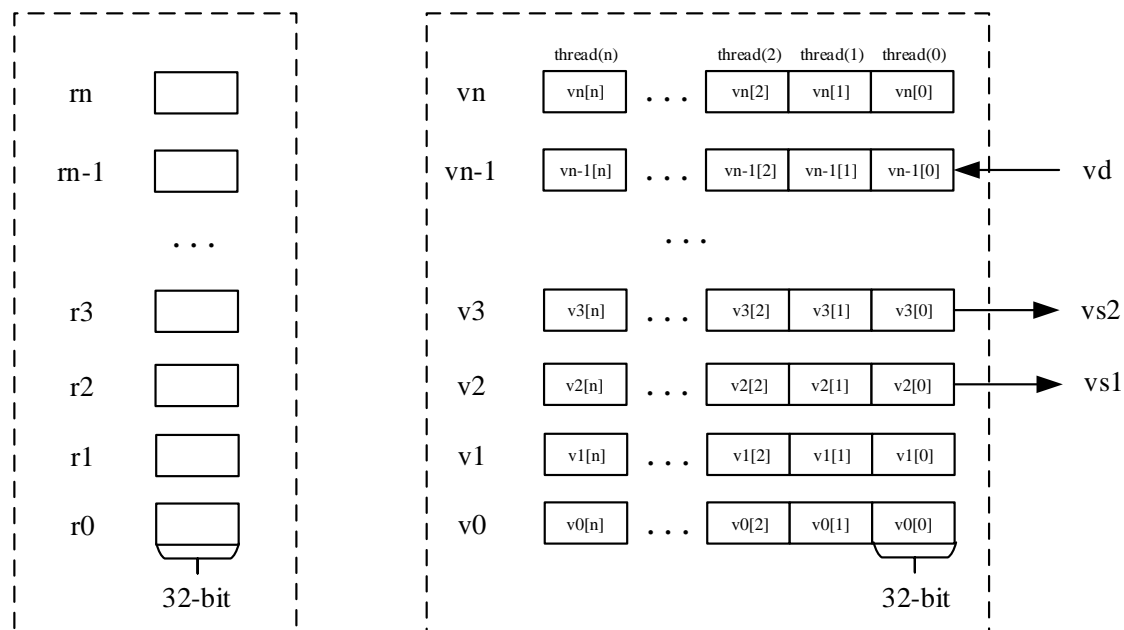 thread(n) thread(2) thread(1) thread(0)
rn vn vn[n] . . . vn[2] vn[1] vn[0]
rn-1 vn-1 vn-1[n] . . . vn-1[2] vn-1[1] vn-1[0] vd
. . . . . .
r3 v3 v3[n] . . . v3[2] v3[1] v3[0] vs2
r2 v2 v2[n] . . . v2[2] v2[1] v2[0] vs1
r1 v1 v1[n] . . . v1[2] v1[1] v1[0]
r0 v0 v0[n] . . . v0[2] v0[1] v0[0]
32-bit 32-bit